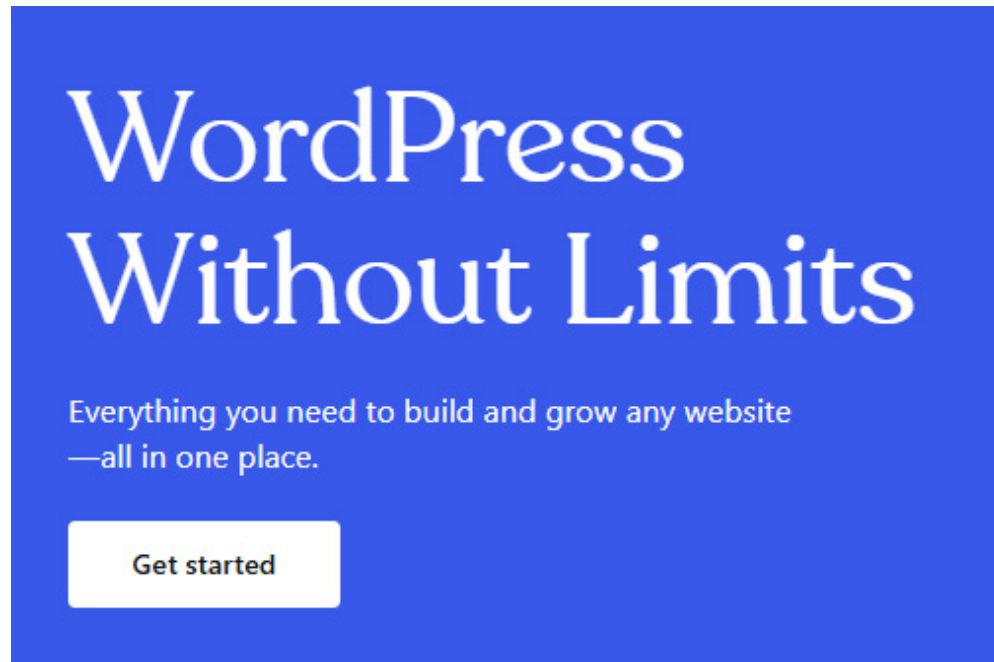 WordPress
Without Limits
Everything you need to build and grow any website
—all in one place.
Get started